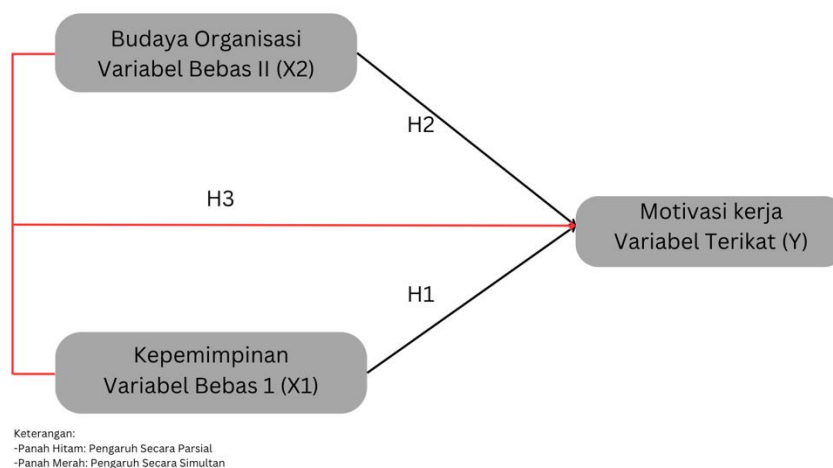 Budaya Organisasi
Variabel Bebas II (X2)
H2
H3
Motivasi kerja
Variabel Terikat (Y)
H1
Kepemimpinan
Variabel Bebas 1 (X1)
Keterangan:
-Panah Hitam: Pengaruh Secara Parsial
-Panah Merah: Pengaruh Secara Simultan